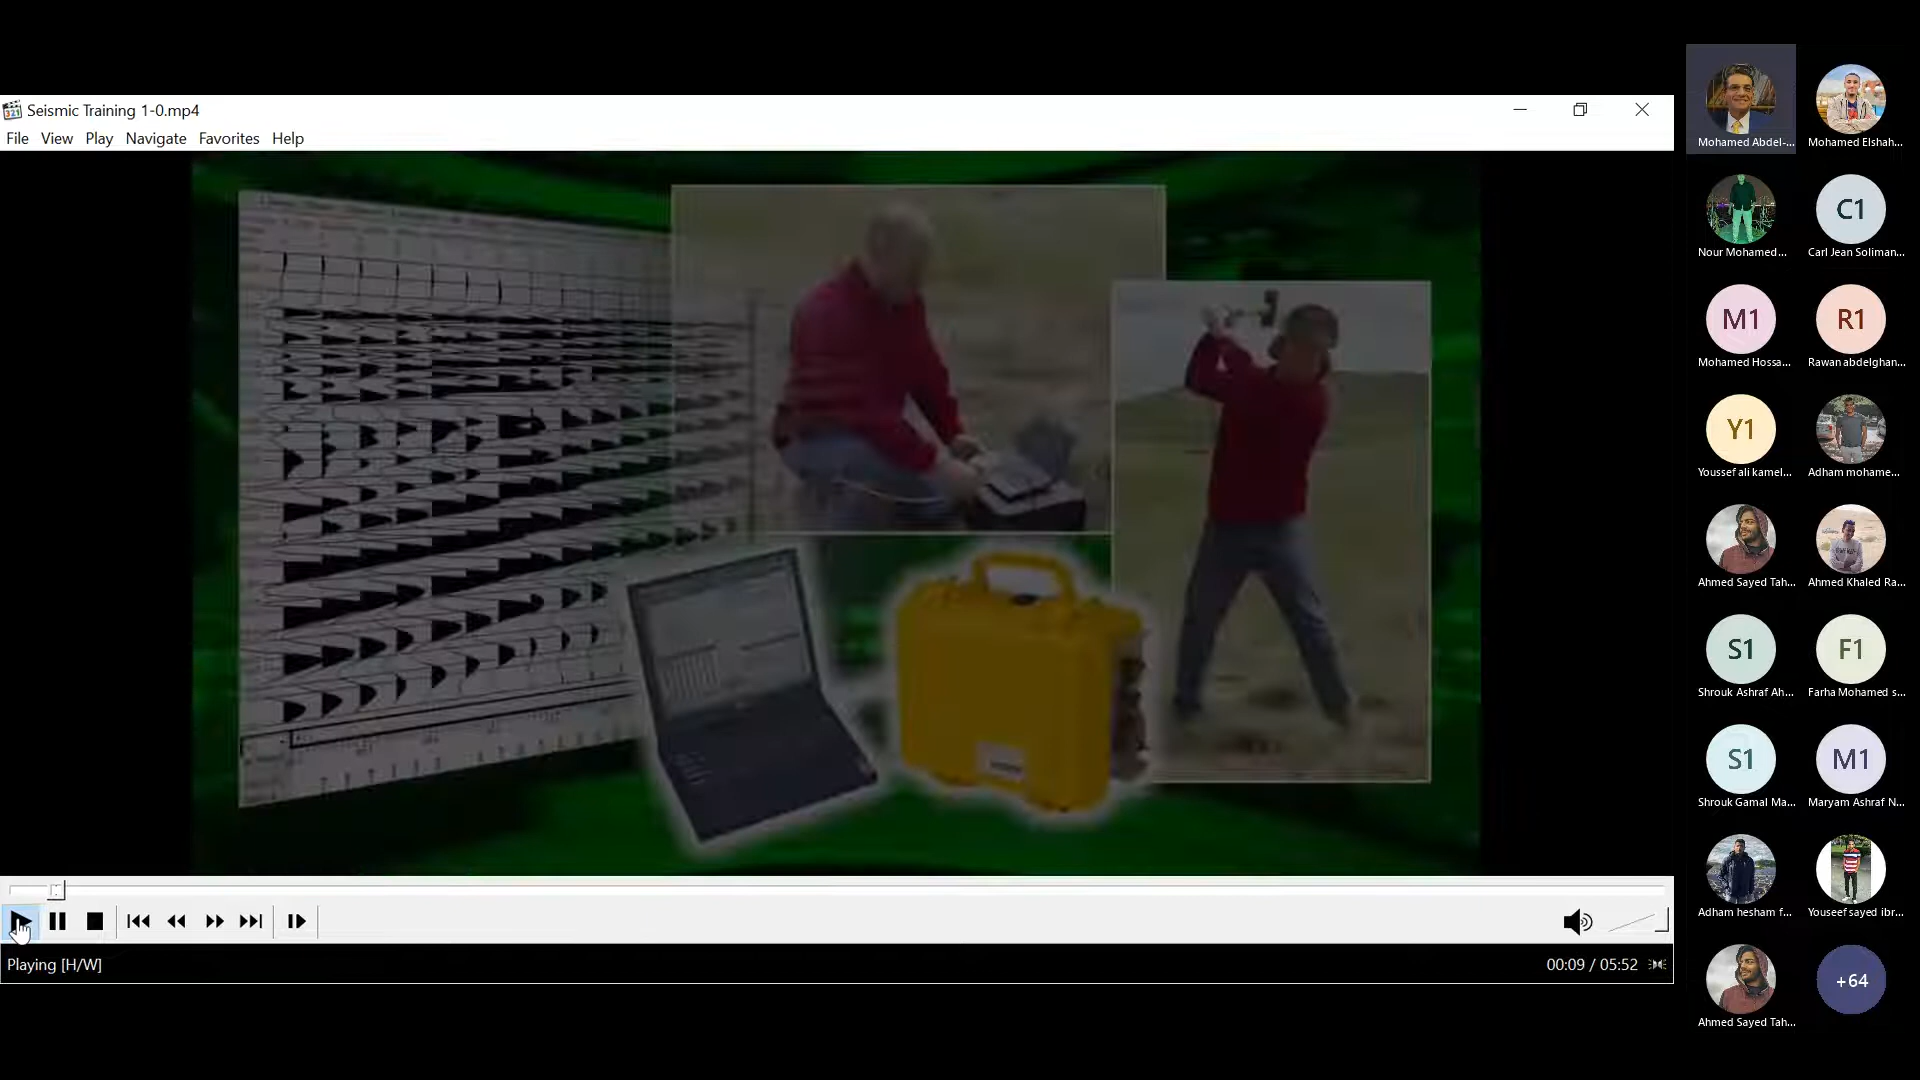 Seismic Training 1-0.mp4
File View Play Navigate Favorites Help
Playing [H/W]
00:09 / 05:52
Mohamed Abdel-...
Mohamed Elshah...
Nour Mohamed...
C1
Carl Jean Soliman...
M1
Mohamed Hossa...
R1
Rawan abdelghan...
Y1
Youssef ali kamel...
Adham mohame...
Ahmed Sayed Tah...
Ahmed Khaled Ra...
S1
Shrouk Ashraf Ah...
F1
Farha Mohamed s...
S1
Shrouk Gamal Ma...
M1
Maryam Ashraf N...
Adham hesham f...
Youseef sayed ibr...
Ahmed Sayed Tah...
+64